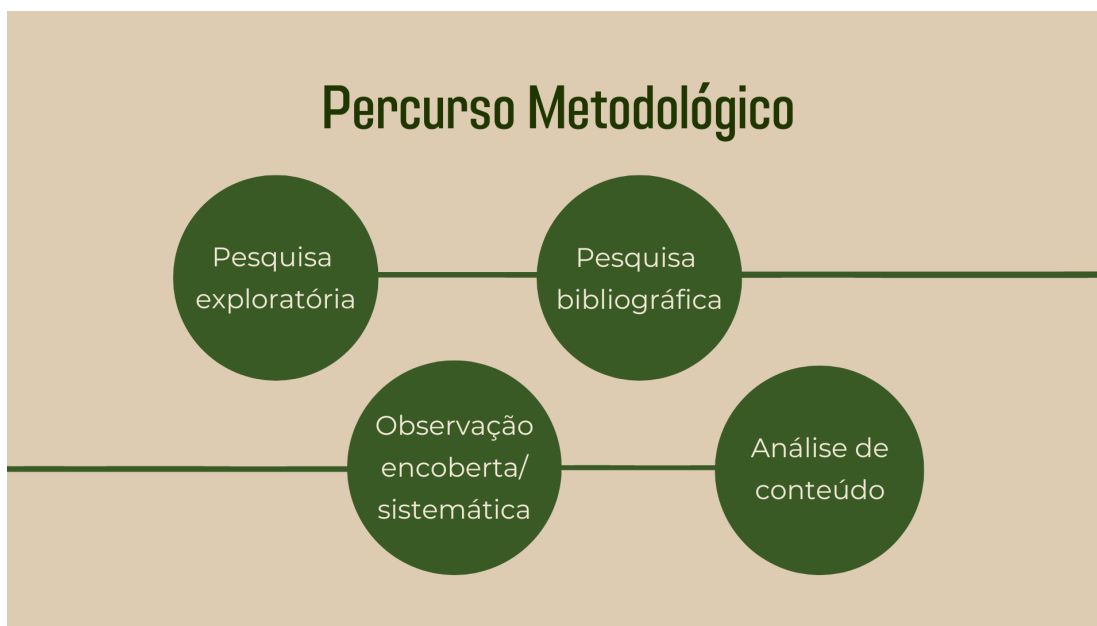 Percurso Metodológico
Pesquisa
exploratória
Pesquisa
bibliográfica
Observação
encoberta/
sistemática
Análise de
conteúdo